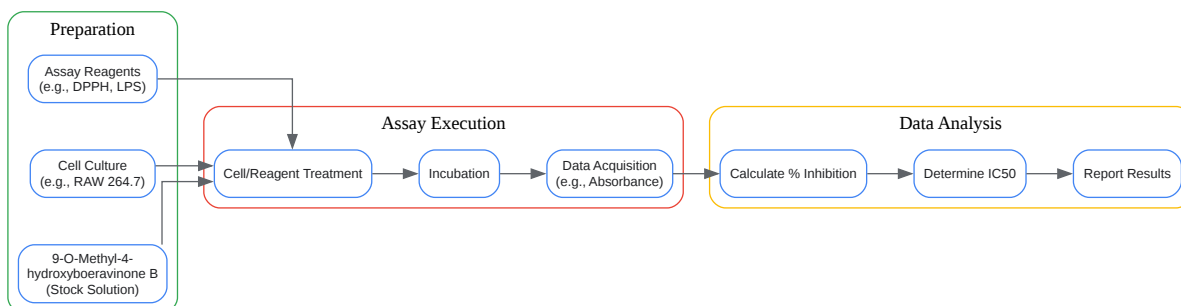 Preparation
Assay Reagents
(e.g., DPPH, LPS)
Cell Culture
(e.g., RAW 264.7)
9-O-Methyl-4-
hydroxyboeravinone B
(Stock Solution)
Assay Execution
Cell/Reagent Treatment
Incubation
Data Acquisition
(e.g., Absorbance)
Data Analysis
Calculate % Inhibition
Determine IC50
Report Results